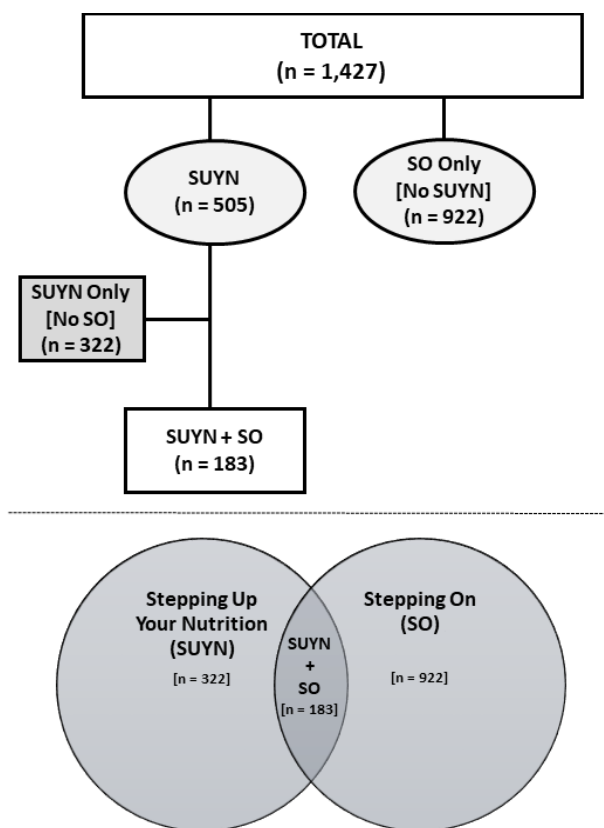 TOTAL
(n = 1,427)
SUYN
(n = 505)
SO Only
[No SUYN]
(n = 922)
SUYN Only
[No SO]
(n = 322)
SUYN + SO
(n = 183)
Stepping Up
Your Nutrition
(SUYN)
[n = 322]
SUYN
+
SO
[n = 183]
Stepping On
(SO)
[n = 922]